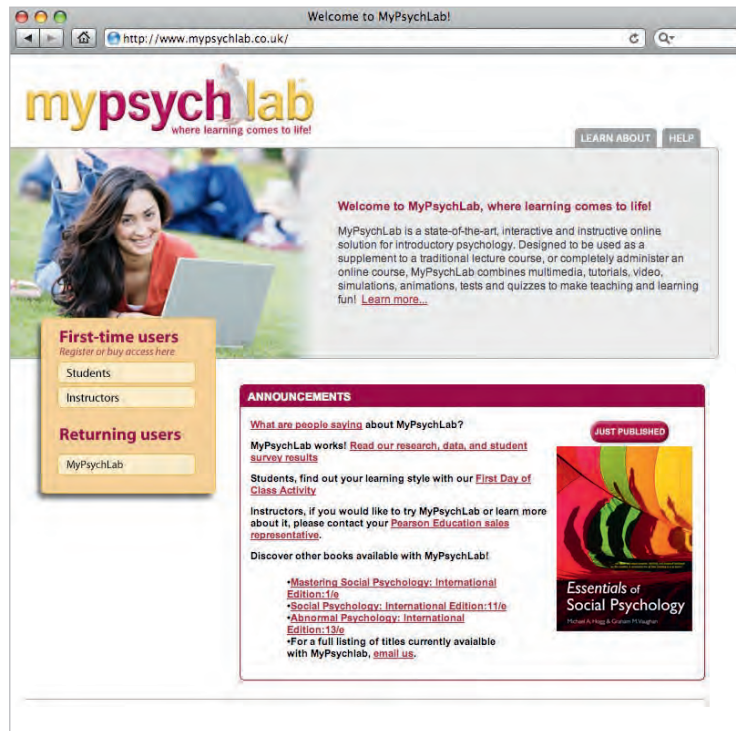 Welcome to MyPsychLab!
http://www.mypsychlab.co.uk/
mypsychlab
where learning comes to life!
LEARN ABOUT
HELP
Welcome to MyPsychLab, where learning comes to life!
MyPsychLab is a state-of-the-art, interactive and instructive online
solution for introductory psychology. Designed to be used as a
supplement to a traditional lecture course, or completely administer an
online course, MyPsychLab combines multimedia, tutorials, video,
simulations, animations, tests and quizzes to make teaching and learning
fun! Learn more...
First-time users
Register or buy access here
Students
Instructors
Returning users
MyPsychLab
ANNOUNCEMENTS
What are people saying about MyPsychLab?
MyPsychLab works! Read our research, data, and student
survey results
Students, find out your learning style with our First Day of
Class Activity
Instructors, if you would like to try MyPsychLab or learn more
about it, please contact your Pearson Education sales
representative.
Discover other books available with MyPsychLab!
•Mastering Social Psychology: International
Edition:1/e
•Social Psychology: International Edition:11/e
•Abnormal Psychology: International
Edition:13/e
•For a full listing of titles currently avaialble
with MyPsychlab, email us.
JUST PUBLISHED
Essentials of
Social Psychology
Michael A. Hogg & Graham M. Vaughan